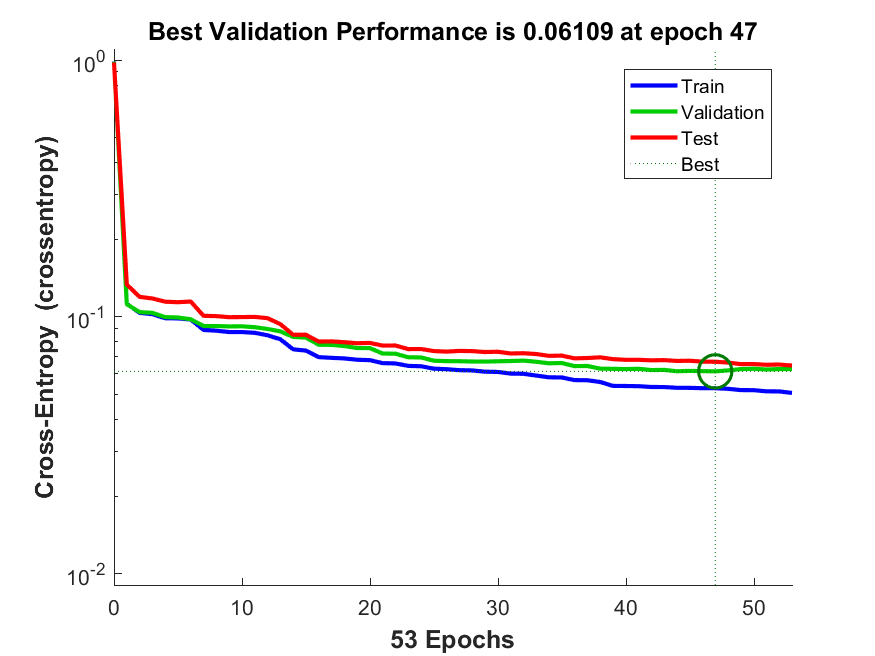 Best Validation Performance is 0.06109 at epoch 47
Cross-Entropy (crossentropy)
10^0
10^-1
10^-2
Train
Validation
Test
Best
0 10 20 30 40 50
53 Epochs